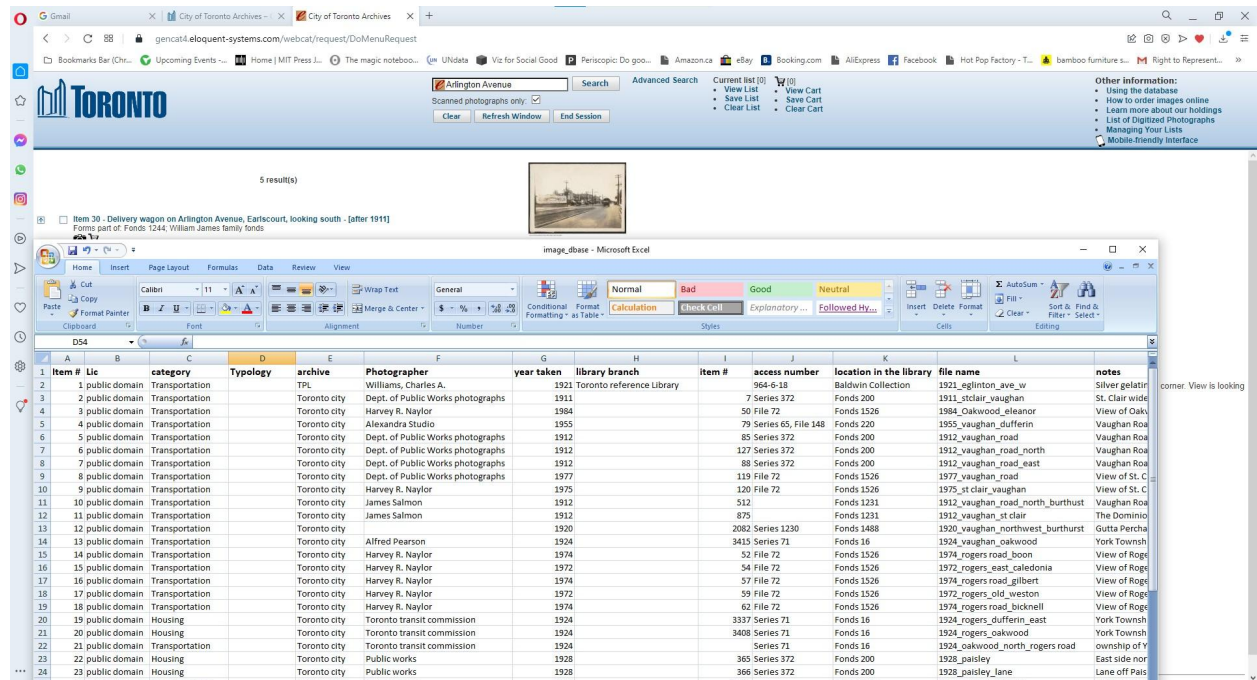 Gmail
City of Toronto Archives –
City of Toronto Archives
gencat4.eloquent-systems.com/webcat/request/DoMenuRequest
Bookmarks Bar (Chr... Upcoming Events -... Home | MIT Press J... The magic noteboo... UNdata Viz for Social Good Periscopic: Do goo... Amazon.ca eBay Booking.com AliExpress Facebook Hot Pop Factory - T... bamboo furniture s... Right to Represent...
TORONTO
Arlington Avenue Search Advanced Search
Scanned photographs only:
Clear Refresh Window End Session
Current list [0] [0]
View List View Cart
Save List Save Cart
Clear List Clear Cart
Other information:
Using the database
How to order images online
Learn more about our holdings
List of Digitized Photographs
Managing Your Lists
Mobile-friendly Interface
5 result(s)
Item 30 - Delivery wagon on Arlington Avenue, Earlscourt, looking south - [after 1911]
Forms part of: Fonds 1244; William James family fonds
corner. View is looking
image_dbase - Microsoft Excel
Home Insert Page Layout Formulas Data Review View
Paste Cut Copy Format Painter
Calibri 11
Wrap Text Merge & Center
General
Conditional Formatting Format as Table
Normal Bad Good Neutral
Calculation Check Cell Explanatory ... Followed Hy...
Insert Delete Format
AutoSum Fill Clear Sort & Filter Find & Select
Clipboard Font Alignment Number Styles Cells Editing
D54 fx
A B C D E F G H I J K L
1 Item # Lic category Typology archive Photographer year taken library branch item # access number location in the library file name notes
2 1 public domain Transportation TPL Williams, Charles A. 1921 Toronto reference Library 964-6-18 Baldwin Collection 1921_eglinton_ave_w Silver gelatin
3 2 public domain Transportation Toronto city Dept. of Public Works photographs 1911 7 Series 372 Fonds 200 1911_stclair_vaughan St. Clair wide
4 3 public domain Transportation Toronto city Harvey R. Naylor 1984 50 File 72 Fonds 1526 1984_Oakwood_eleanor View of Oakv
5 4 public domain Transportation Toronto city Alexandra Studio 1955 79 Series 65, File 148 Fonds 220 1955_vaughan_dufferin Vaughan Roa
6 5 public domain Transportation Toronto city Dept. of Public Works photographs 1912 85 Series 372 Fonds 200 1912_vaughan_road Vaughan Roa
7 6 public domain Transportation Toronto city Dept. of Public Works photographs 1912 127 Series 372 Fonds 200 1912_vaughan_road_north Vaughan Roa
8 7 public domain Transportation Toronto city Dept. of Public Works photographs 1912 88 Series 372 Fonds 200 1912_vaughan_road_east Vaughan Roa
9 8 public domain Transportation Toronto city Dept. of Public Works photographs 1977 119 File 72 Fonds 1526 1977_vaughan_road View of St. C
10 9 public domain Transportation Toronto city Harvey R. Naylor 1975 120 File 72 Fonds 1526 1975_st clair_vaughan View of St. C
11 10 public domain Transportation Toronto city James Salmon 1912 512 Fonds 1231 1912_vaughan_road_north_burthust Vaughan Roa
12 11 public domain Transportation Toronto city James Salmon 1912 875 Fonds 1231 1912_vaughan_st clair The Dominio
13 12 public domain Transportation Toronto city 1920 2082 Series 1230 Fonds 1488 1920_vaughan_northwest_burthurst Gutta Percha
14 13 public domain Transportation Toronto city Alfred Pearson 1924 3415 Series 71 Fonds 16 1924_vaughan_oakwood York Townsh
15 14 public domain Transportation Toronto city Harvey R. Naylor 1974 52 File 72 Fonds 1526 1974_rogers road_boon View of Roge
16 15 public domain Transportation Toronto city Harvey R. Naylor 1972 54 File 72 Fonds 1526 1972_rogers_east_caledonia View of Roge
17 16 public domain Transportation Toronto city Harvey R. Naylor 1974 57 File 72 Fonds 1526 1974_rogers road_gilbert View of Roge
18 17 public domain Transportation Toronto city Harvey R. Naylor 1972 59 File 72 Fonds 1526 1972_rogers_old_weston View of Roge
19 18 public domain Transportation Toronto city Harvey R. Naylor 1974 62 File 72 Fonds 1526 1974_rogers road_bicknell View of Roge
20 19 public domain Housing Toronto city Toronto transit commission 1924 3337 Series 71 Fonds 16 1924_rogers_dufferin_east York Townsh
21 20 public domain Housing Toronto city Toronto transit commission 1924 3408 Series 71 Fonds 16 1924_rogers_oakwood York Townsh
22 21 public domain Transportation Toronto city Toronto transit commission 1924 Series 71 Fonds 16 1924_oakwood_north_rogers road ownship of Y
23 22 public domain Housing Toronto city Public works 1928 365 Series 372 Fonds 200 1928_paisley East side nor
24 23 public domain Housing Toronto city Public works 1928 366 Series 372 Fonds 200 1928_paisley_lane Lane off Pais